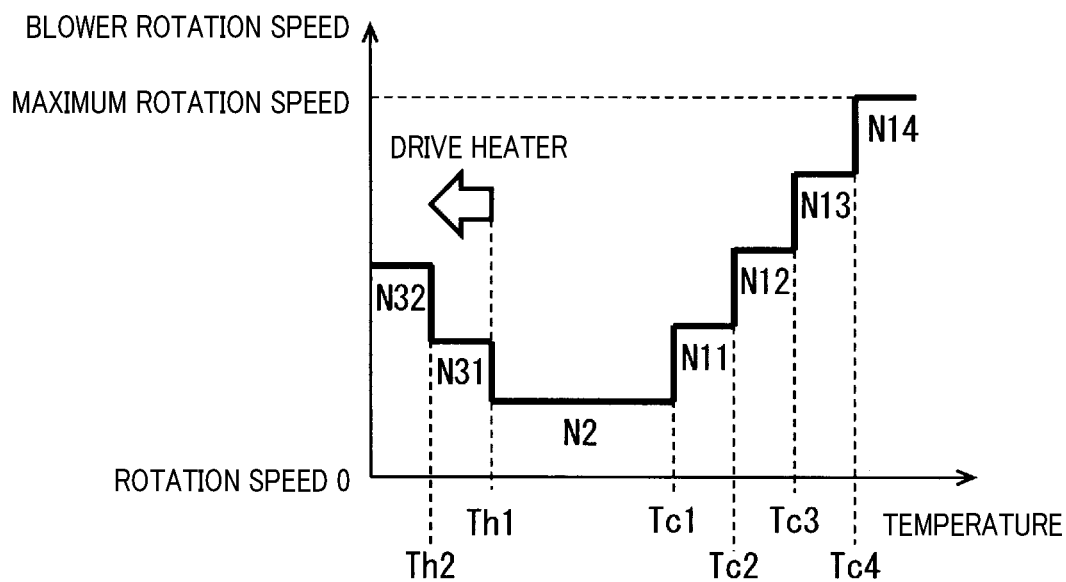 BLOWER ROTATION SPEED
MAXIMUM ROTATION SPEED
N14
DRIVE HEATER
N13
N12
N32
N11
N31
N2
ROTATION SPEED 0
Th1
Tc1
Tc3
TEMPERATURE
Th2
Tc2
Tc4